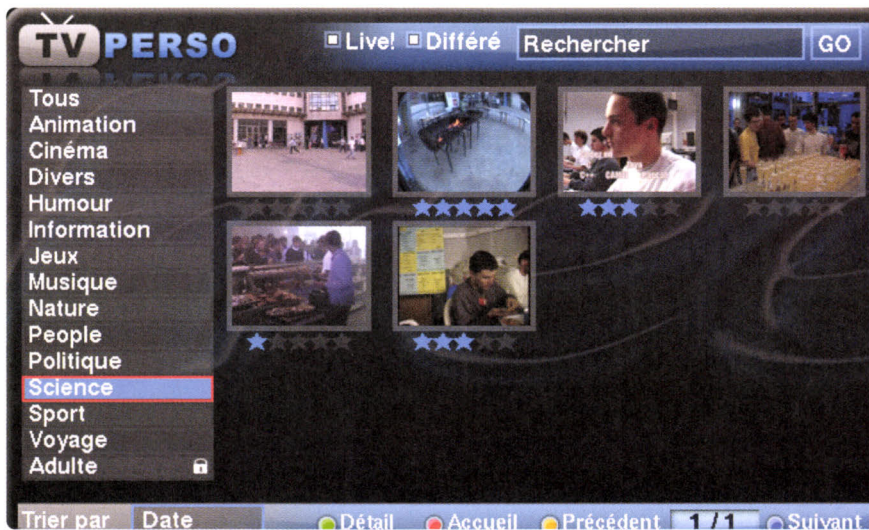 TV PERSO
Live! Différé Rechercher GO
Tous
Animation
Cinéma
Divers
Humour
Information
Jeux
Musique
Nature
People
Politique
Science
Sport
Voyage
Adulte
C++
Trier par Date Détail Accueil Précédent 1/1 Suivant